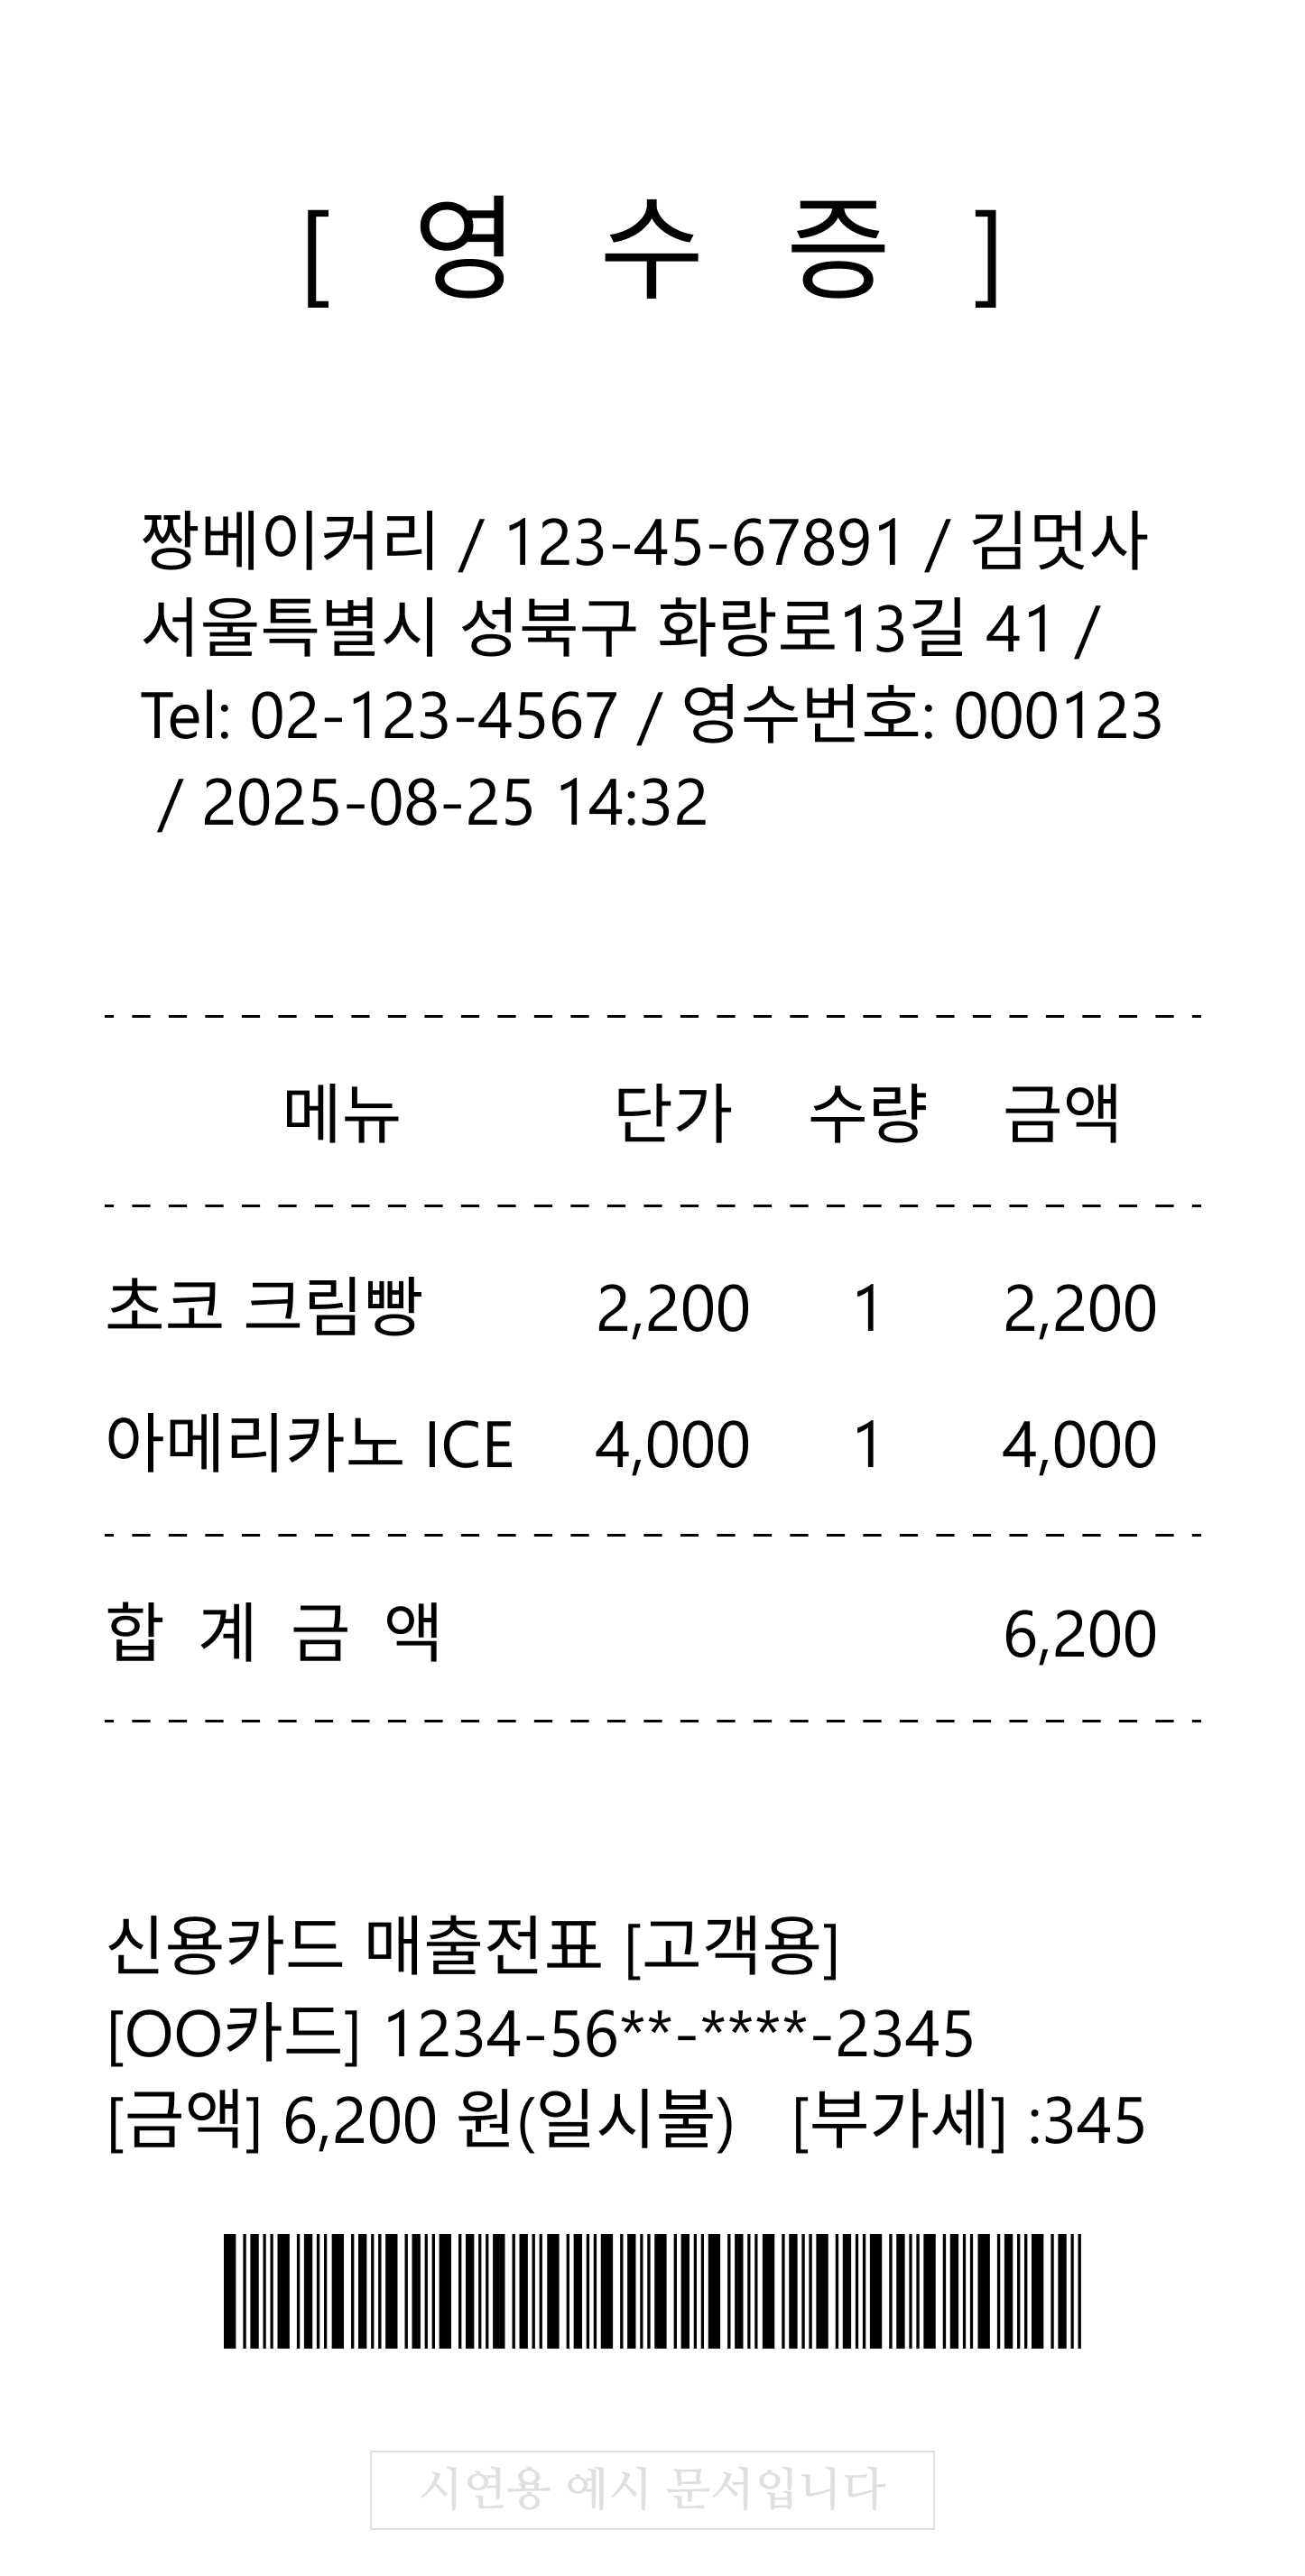 [ 영 수 증 ]
짱베이커리 / 123-45-67891 / 김멋사
서울특별시 성북구 화랑로13길 41 /
Tel: 02-123-4567 / 영수번호: 000123
/ 2025-08-25 14:32
메뉴 단가 수량 금액
초코 크림빵 2,200 1 2,200
아메리카노 ICE 4,000 1 4,000
합 계 금 액 6,200
신용카드 매출전표 [고객용]
[OO카드] 1234-56**-****-2345
[금액] 6,200 원(일시불) [부가세] :345
시연용 예시 문서입니다